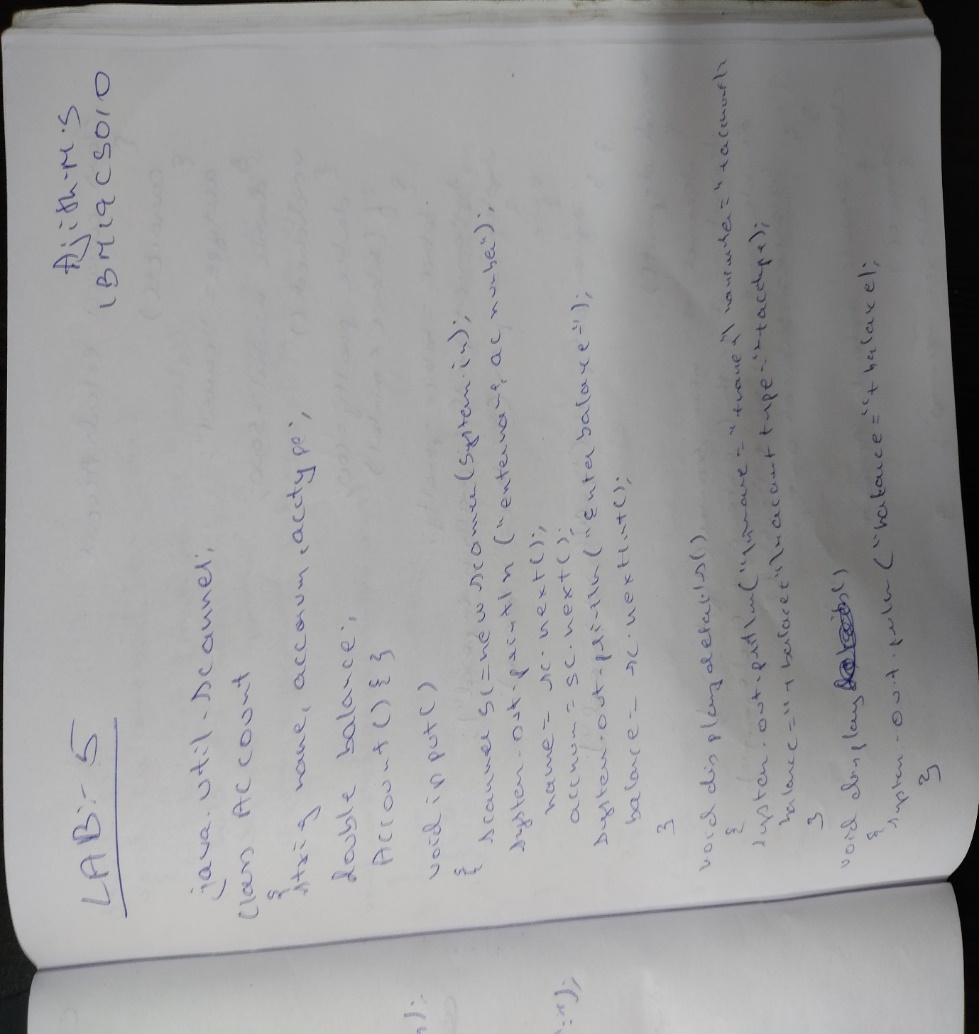 Ajith.M.S
1BM19CS010
LAB:- 5
java.util.Scanner;
class Account
{
String name, accnum, acctype;
double balance;
Account() { }
void input()
{ Scanner sc=new Scanner(System.in);
System.out.println ("enter name, ac, number");
name= sc.next();
accnum= sc.next();
System.out.println("Enter balance=");
balance= sc.nextInt();
}
void displaydetails()
{
System.out.println("\nname="+name+"\naccnum
balance="+balance+"\naccount type="+acctype);
}
void display()
{
System.out.println ("balance="+balance);
}